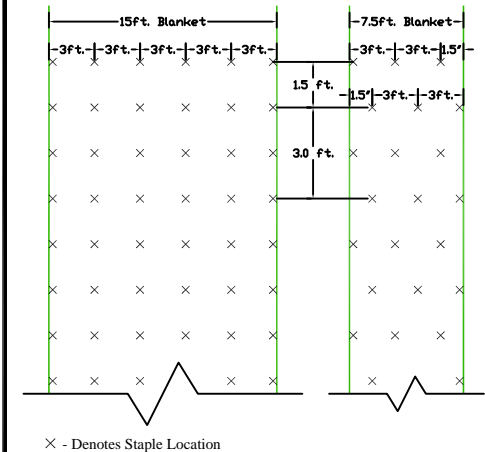 15ft. Blanket
7.5ft. Blanket
3ft. 3ft. 3ft. 3ft. 3ft.
3ft. 3ft. 1.5"
1.5 ft.
1.5" 3ft. 3ft.
3.0 ft.
× - Denotes Staple Location